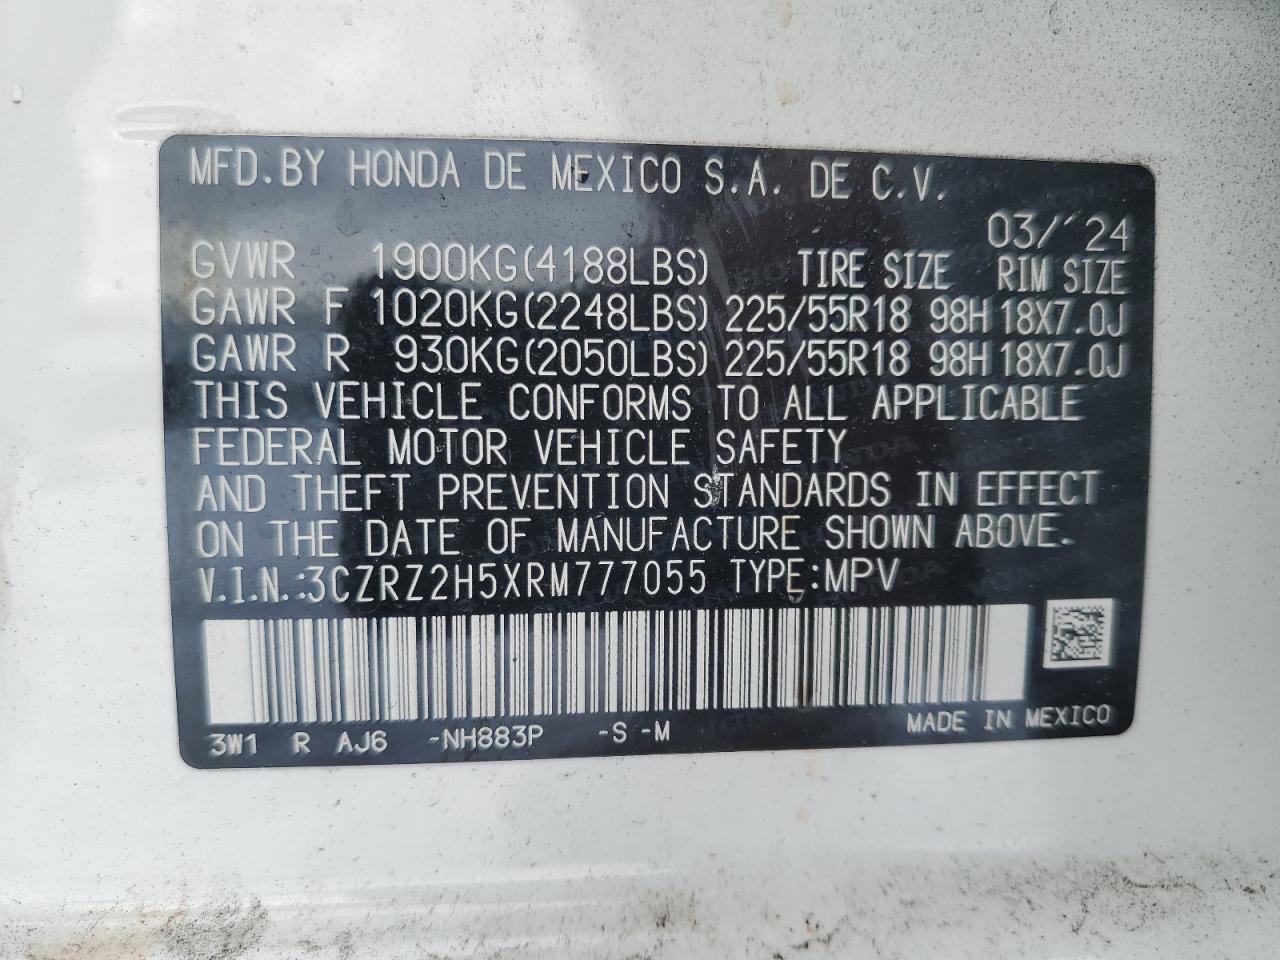 MFD.BY HONDA DE MEXICO S.A. DE C.V.
03/'24
GVWR 1900KG(4188LBS) TIRE SIZE RIM SIZE
GAWR F 1020KG(2248LBS) 225/55R18 98H 18X7.0J
GAWR R 930KG(2050LBS) 225/55R18 98H 18X7.0J
THIS VEHICLE CONFORMS TO ALL APPLICABLE
FEDERAL MOTOR VEHICLE SAFETY
AND THEFT PREVENTION STANDARDS IN EFFECT
ON THE DATE OF MANUFACTURE SHOWN ABOVE.
V.I.N.:3CZRZ2H5XRM777055 TYPE:MPV
3W1 R AJ6 -NH883P -S -M MADE IN MEXICO